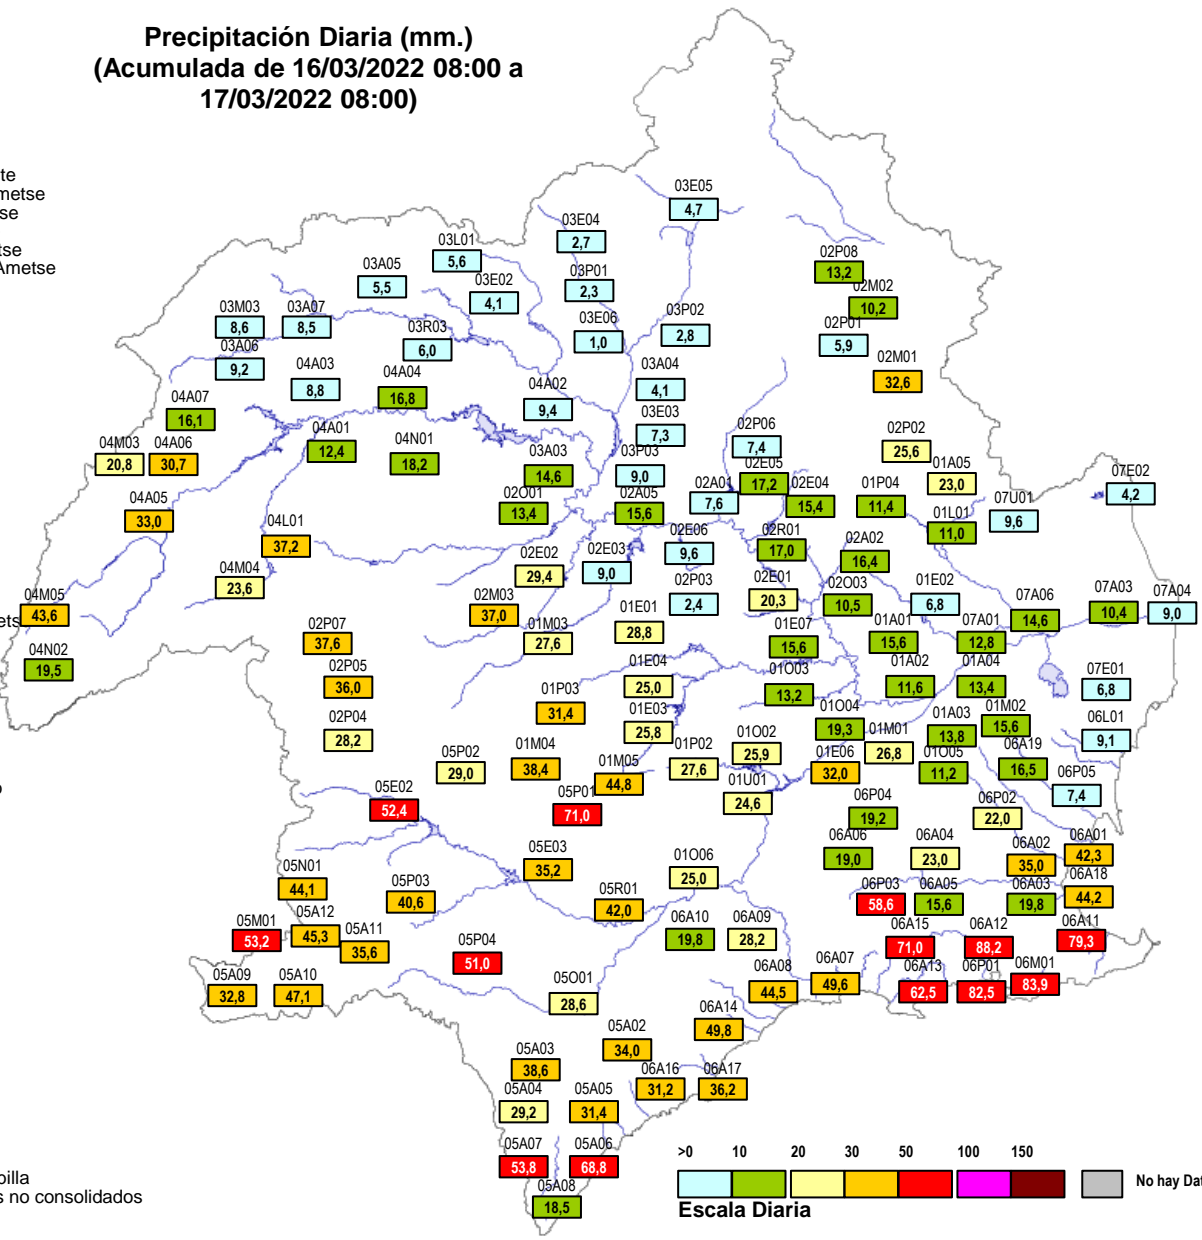 Precipitación Diaria (mm.)
(Acumulada de 16/03/2022 08:00 a
17/03/2022 08:00)
te
metse
se
tse
Ametse
03E05
4,7
03E04
2,7
03L01
5,6
02P08
13,2
03A05
5,5
03E02
4,1
03P01
2,3
02M02
10,2
03M03
8,6
03A07
8,5
03R03
6,0
03E06
1,0
03P02
2,8
02P01
5,9
03A06
9,2
04A03
8,8
04A04
16,8
04A02
9,4
03A04
4,1
02M01
32,6
04A07
16,1
03E03
7,3
04M03
20,8
04A06
30,7
04A01
12,4
04N01
18,2
03A03
14,6
03P03
9,0
02P06
7,4
02P02
25,6
02E05
17,2
01A05
23,0
07E02
4,2
04A05
33,0
02O01
13,4
02A05
15,6
02A01
7,6
02E04
15,4
01P04
11,4
07U01
9,6
04L01
37,2
01L01
11,0
02E02
29,4
02E03
9,0
02E06
9,6
02R01
17,0
02A02
16,4
04M04
23,6
04M05
43,6
ets
02M03
37,0
01E01
28,8
02P03
2,4
02E01
20,3
02O03
10,5
01E02
6,8
07A06
14,6
07A03
10,4
07A04
9,0
02P07
37,6
01M03
27,6
01E07
15,6
01A01
15,6
07A01
12,8
04N02
19,5
02P05
36,0
01E04
25,0
01O03
13,2
01A02
11,6
01A04
13,4
07E01
6,8
01P03
31,4
01E03
25,8
01O04
19,3
01M02
15,6
01A03
13,8
02P04
28,2
01O02
25,9
01M01
26,8
06L01
9,1
05P02
29,0
01M04
38,4
01M05
44,8
01P02
27,6
01E06
32,0
01O05
11,2
06A19
16,5
05E02
52,4
05P01
71,0
01U01
24,6
06P04
19,2
06P02
22,0
06P05
7,4
05E03
35,2
01O06
25,0
06A06
19,0
06A04
23,0
06A02
35,0
06A01
42,3
05N01
44,1
05P03
40,6
05R01
42,0
06P03
58,6
06A05
15,6
06A03
19,8
06A18
44,2
05M01
53,2
05A12
45,3
05A11
35,6
05P04
51,0
06A10
19,8
06A09
28,2
06A15
71,0
06A12
88,2
06A11
79,3
05A09
32,8
05A10
47,1
05O01
28,6
06A08
44,5
06A07
49,6
06A13
62,5
06P01
82,5
06M01
83,9
05A02
34,0
06A14
49,8
05A03
38,6
06A16
31,2
06A17
36,2
05A04
29,2
05A05
31,4
05A07
53,8
05A06
68,8
05A08
18,5
>0 10 20 30 50 100 150
No hay Dat
Escala Diaria
oilla
s no consolidados